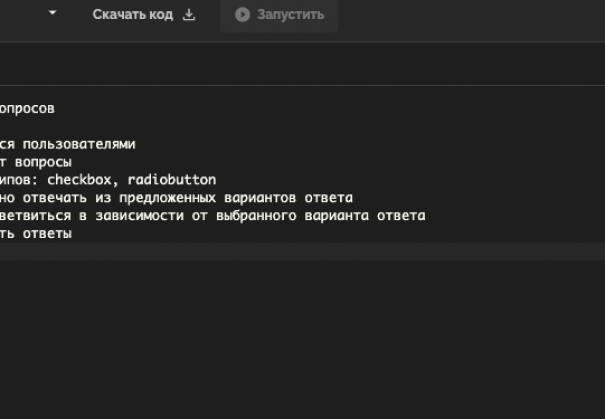 Скачать код
Запустить
опросов
ся пользователями
т вопросы
ипов: checkbox, radiobutton
но отвечать из предложенных вариантов ответа
ветвиться в зависимости от выбранного варианта ответа
ть ответы